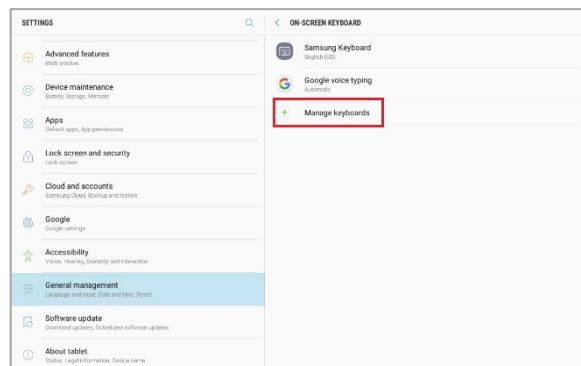 SETTINGS
Advanced features
Multi window
Device maintenance
Battery, Storage, Memory
Apps
Default apps, App permissions
Lock screen and security
Lock screen
Cloud and accounts
Samsung Cloud, Backup and restore
Google
Google settings
Accessibility
Vision, Hearing, Dexterity and interaction
General management
Language and input, Date and time, Reset
Software update
Download updates, Scheduled software updates
About tablet
Status, Legal information, Device name
ON-SCREEN KEYBOARD
Samsung Keyboard
English (US)
Google voice typing
Automatic
Manage keyboards